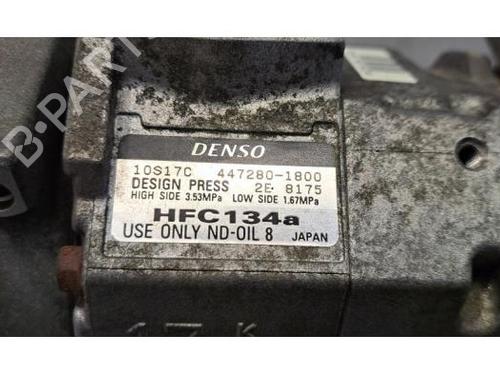 DENSO
10S17C 447280-1800
DESIGN PRESS 2E 8175
HIGH SIDE 3.53MPa LOW SIDE 1.67MPa
HFC134a
USE ONLY ND-OIL 8 JAPAN
B-PARTS